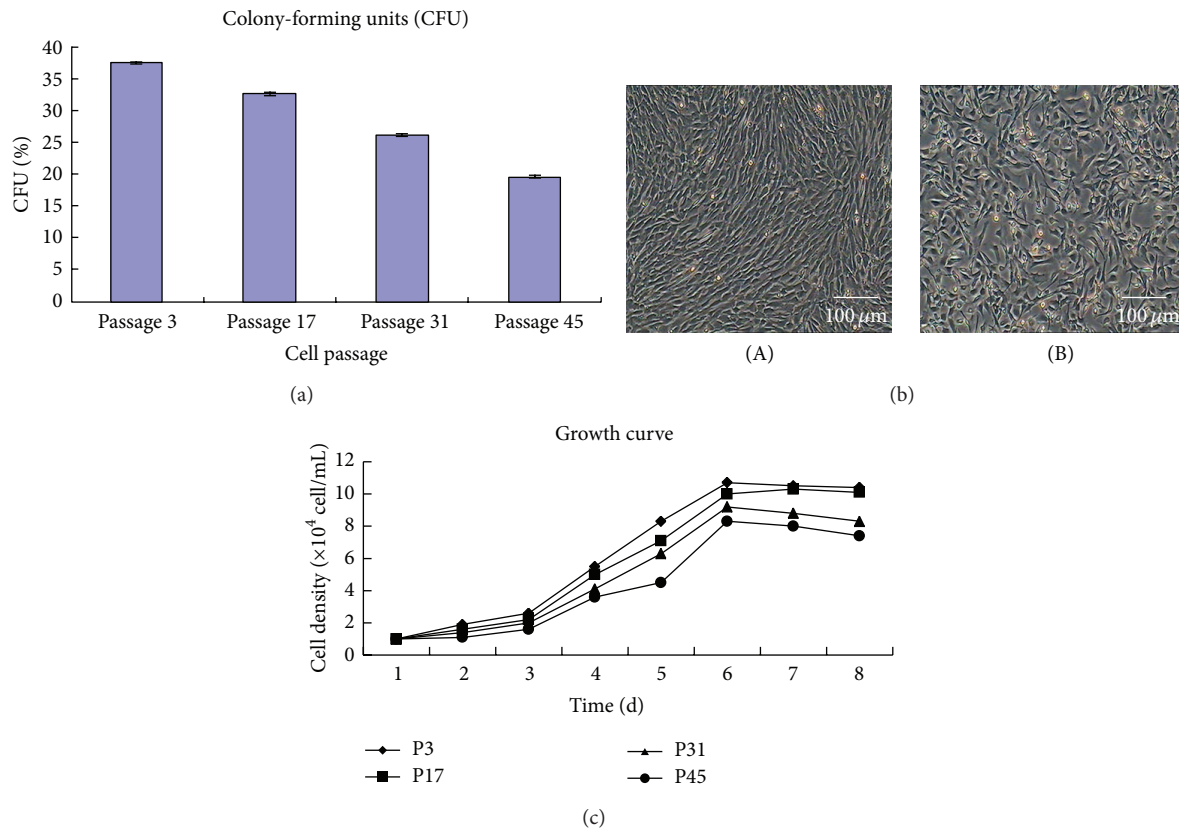 Colony-forming units (CFU)
40
35
30
25
20
15
10
5
0
CFU (%)
Passage 3 Passage 17 Passage 31 Passage 45
Cell passage
(a)
100 μm
100 μm
(A)
(B)
(b)
Growth curve
12
10
8
6
4
2
0
Cell density (×10⁴ cell/mL)
1 2 3 4 5 6 7 8
Time (d)
P3
P17
P31
P45
(c)